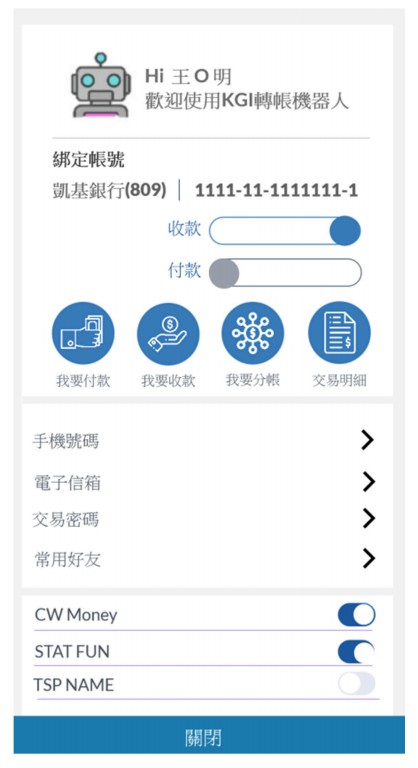 Hi 王O明
歡迎使用KGI轉帳機器人
綁定帳號
凱基銀行(809) | 1111-11-1111111-1
收款
付款
我要付款 我要收款 我要分帳 交易明細
手機號碼
電子信箱
交易密碼
常用好友
CW Money
STAT FUN
TSP NAME
關閉